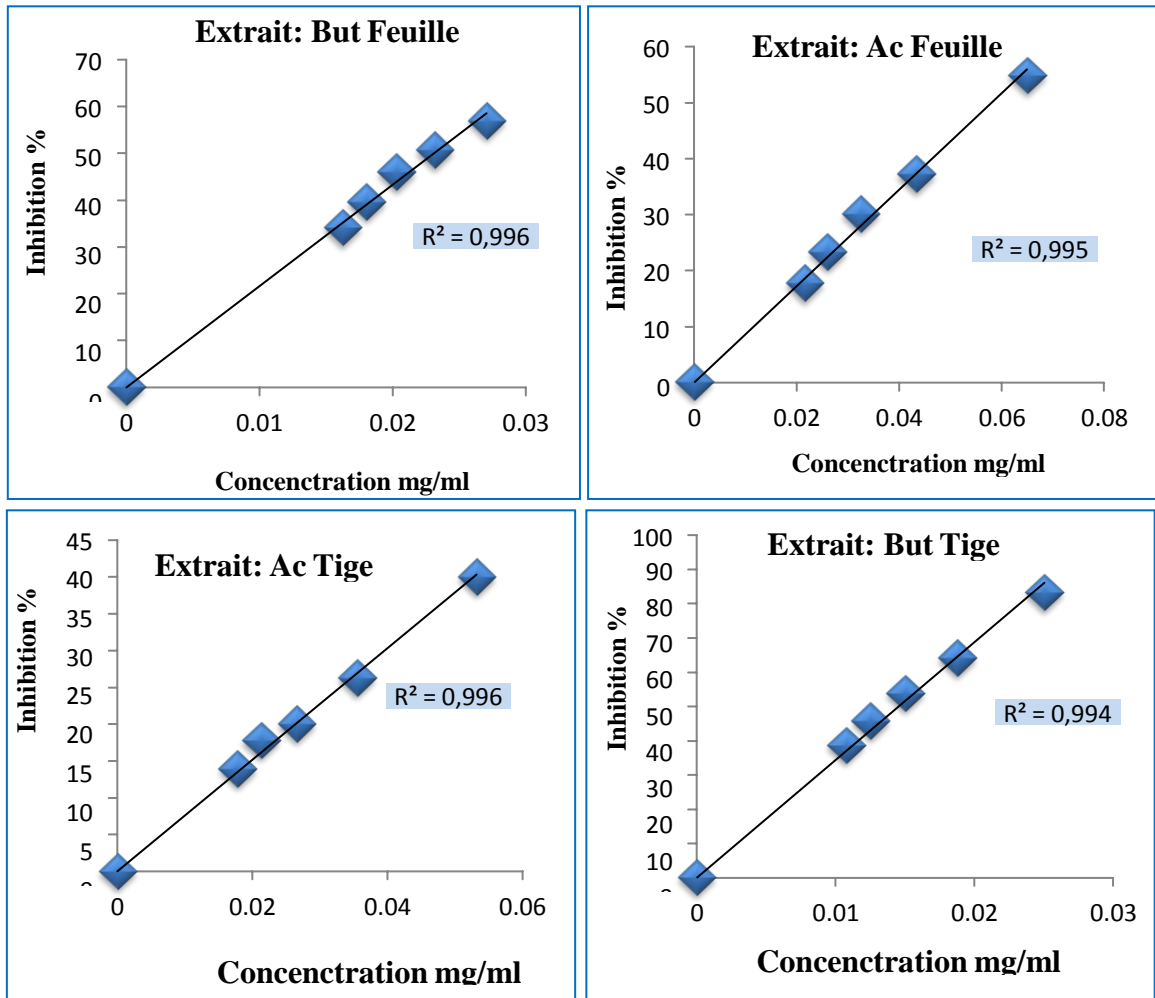 Extrait: But Feuille
70
60
50
40
30
20
10
0
Inhibition %
R² = 0,996
0 0.01 0.02 0.03
Concenctration mg/ml
Extrait: Ac Feuille
60
50
40
30
20
10
0
Inhibition %
R² = 0,995
0 0.02 0.04 0.06 0.08
Concenctration mg/ml
Extrait: Ac Tige
45
40
35
30
25
20
15
10
5
0
Inhibition %
R² = 0,996
0 0.02 0.04 0.06
Concenctration mg/ml
Extrait: But Tige
100
90
80
70
60
50
40
30
20
10
0
Inhibition %
R² = 0,994
0 0.01 0.02 0.03
Concenctration mg/ml